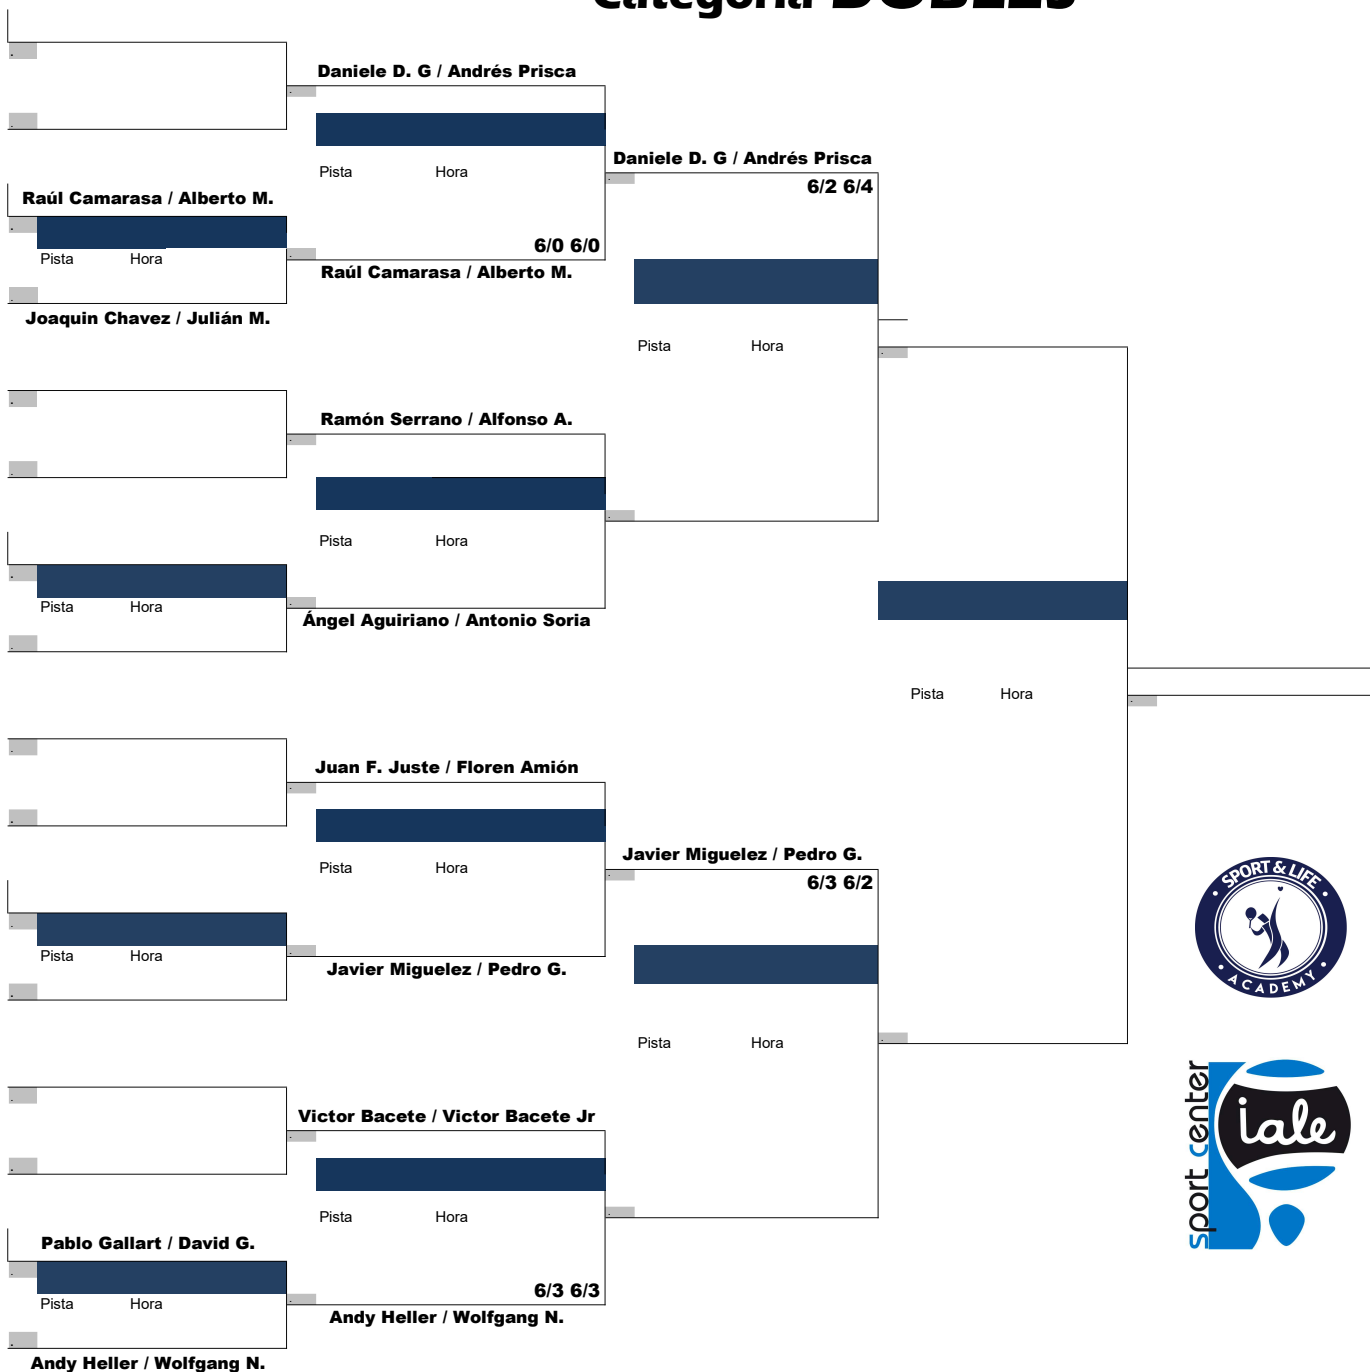 Categoría DOBLES
Daniele D. G / Andrés Prisca
Pista Hora
Daniele D. G / Andrés Prisca
6/2 6/4
Raúl Camarasa / Alberto M.
Pista Hora
6/0 6/0
Raúl Camarasa / Alberto M.
Joaquin Chavez / Julián M.
Pista Hora
Ramón Serrano / Alfonso A.
Pista Hora
Pista Hora
Ángel Aguiriano / Antonio Soria
Pista Hora
Juan F. Juste / Floren Amión
Pista Hora
Javier Miguelez / Pedro G.
6/3 6/2
Pista Hora
Javier Miguelez / Pedro G.
Pista Hora
SPORT & LIFE
ACADEMY
Victor Bacete / Victor Bacete Jr
Pista Hora
Pablo Gallart / David G.
Pista Hora
6/3 6/3
Andy Heller / Wolfgang N.
Andy Heller / Wolfgang N.
sport center
iale